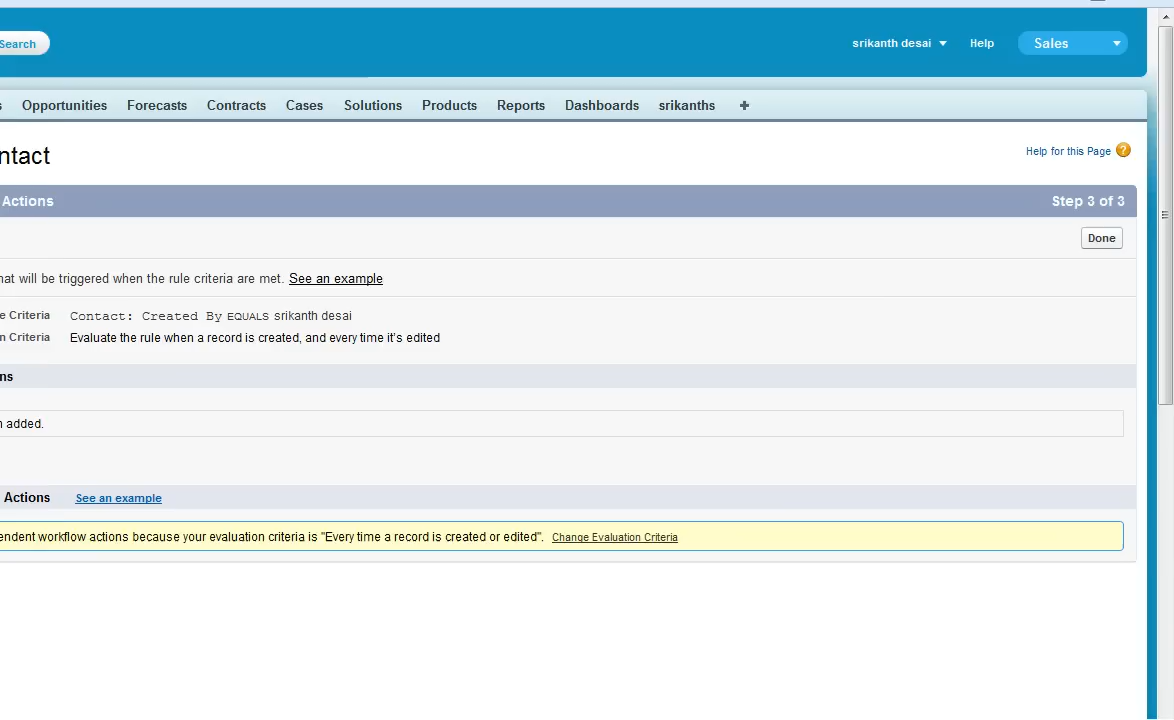 Search
srikanth desai
Help
Sales
s Opportunities Forecasts Contracts Cases Solutions Products Reports Dashboards srikanths +
ntact
Help for this Page ?
Actions
Step 3 of 3
Done
hat will be triggered when the rule criteria are met. See an example
e Criteria Contact: Created By EQUALS srikanth desai
n Criteria Evaluate the rule when a record is created, and every time it's edited
ns
n added.
Actions See an example
endent workflow actions because your evaluation criteria is "Every time a record is created or edited". Change Evaluation Criteria